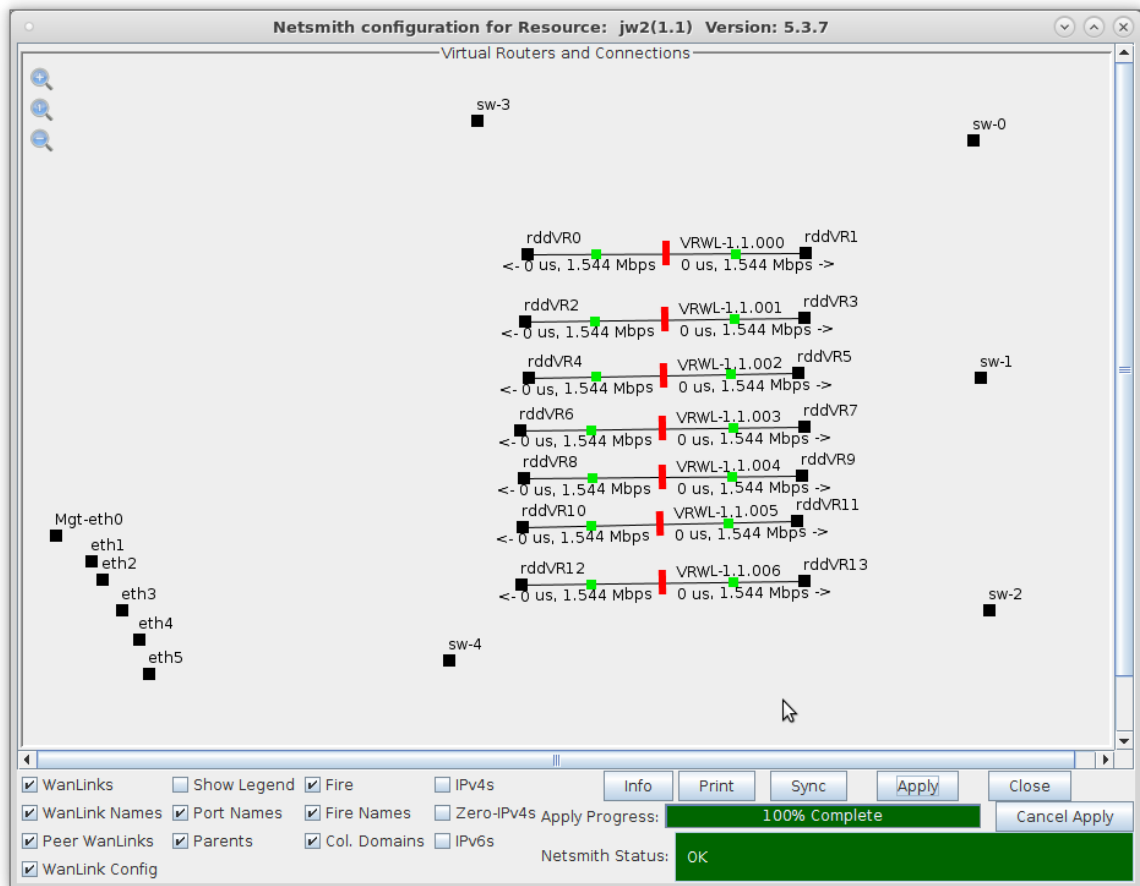 Netsmith configuration for Resource:  jw2(1.1)  Version: 5.3.7
Virtual Routers and Connections
sw-3
sw-0
rddVR0
VRWL-1.1.000
rddVR1
<- 0 us, 1.544 Mbps
0 us, 1.544 Mbps ->
rddVR2
VRWL-1.1.001
rddVR3
<- 0 us, 1.544 Mbps
0 us, 1.544 Mbps ->
rddVR4
VRWL-1.1.002
rddVR5
<- 0 us, 1.544 Mbps
0 us, 1.544 Mbps ->
sw-1
rddVR6
VRWL-1.1.003
rddVR7
<- 0 us, 1.544 Mbps
0 us, 1.544 Mbps ->
rddVR8
VRWL-1.1.004
rddVR9
<- 0 us, 1.544 Mbps
0 us, 1.544 Mbps ->
rddVR10
VRWL-1.1.005
rddVR11
<- 0 us, 1.544 Mbps
0 us, 1.544 Mbps ->
rddVR12
VRWL-1.1.006
rddVR13
<- 0 us, 1.544 Mbps
0 us, 1.544 Mbps ->
Mgt-eth0
eth1
eth2
eth3
eth4
eth5
sw-2
sw-4
WanLinks
Show Legend
Fire
IPv4s
Info
Print
Sync
Apply
Close
WanLink Names
Port Names
Fire Names
Zero-IPv4s
Apply Progress:
100% Complete
Cancel Apply
Peer WanLinks
Parents
Col. Domains
IPv6s
Netsmith Status:
OK
WanLink Config